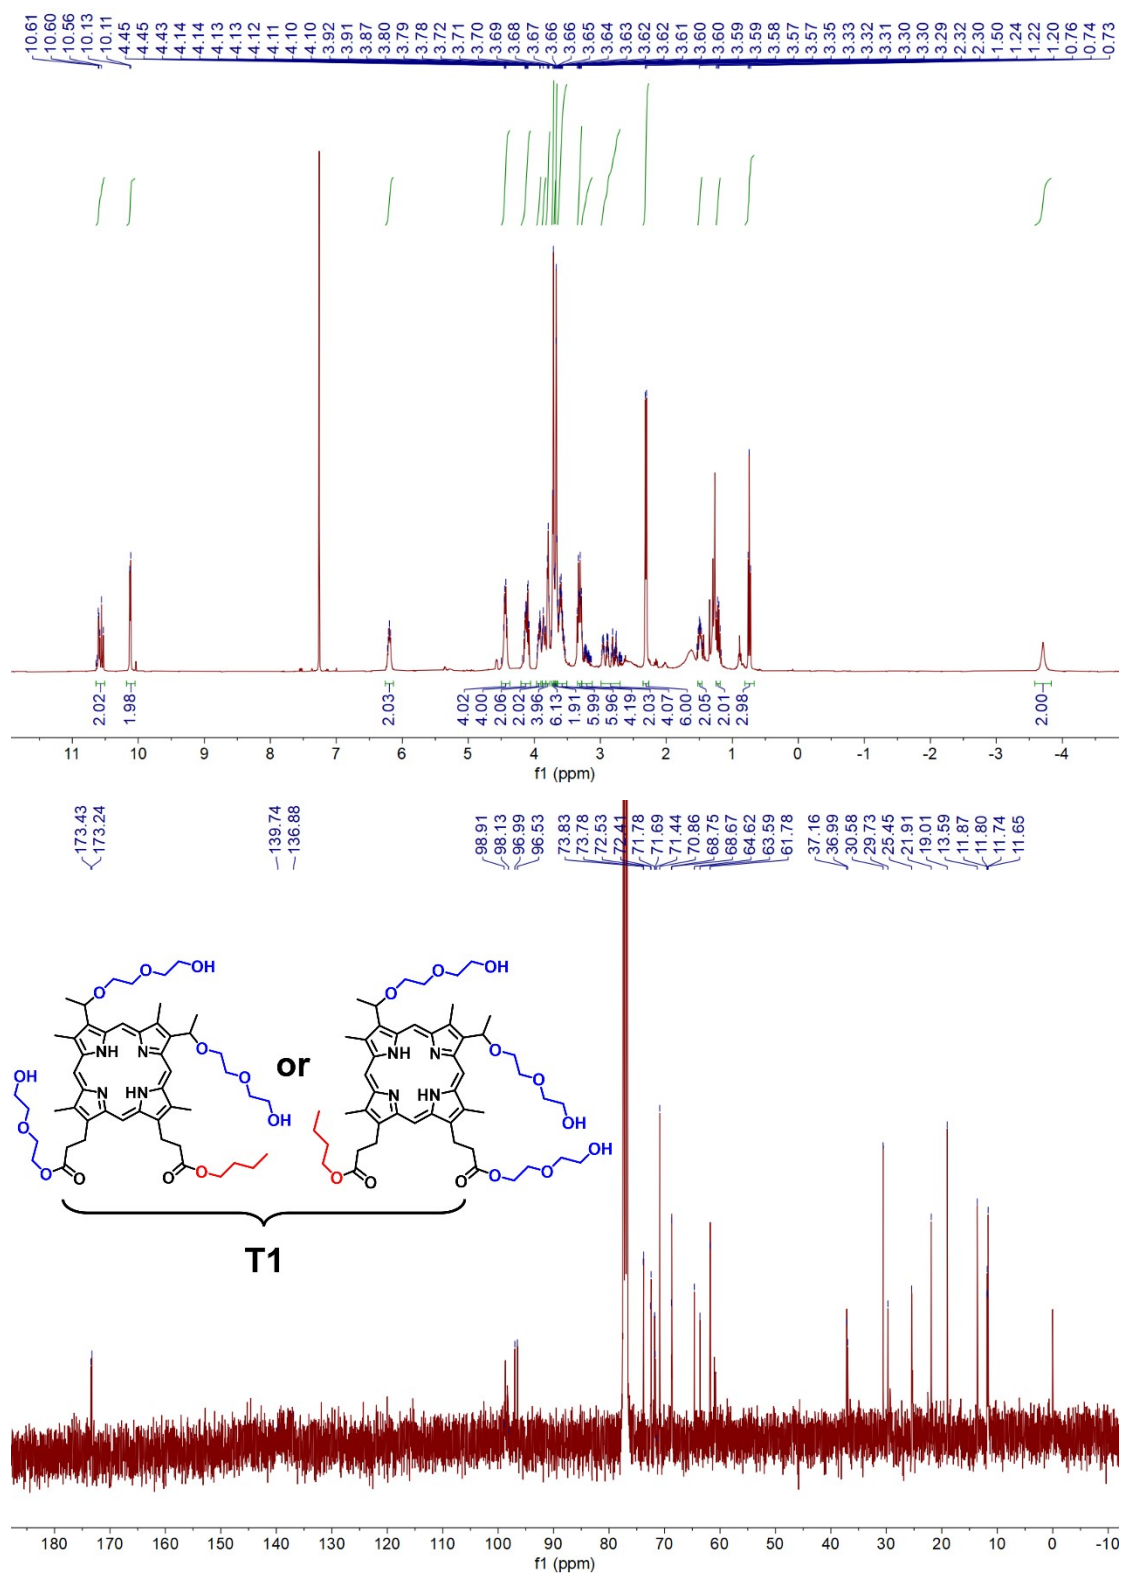 10.61 10.60 10.56 10.13 10.11 4.45 4.45 4.43 4.14 4.14 4.13 4.13 4.12 4.11 4.10 4.10 3.92 3.91 3.87 3.80 3.79 3.78 3.72 3.71 3.70 3.69 3.68 3.67 3.66 3.66 3.65 3.64 3.63 3.62 3.62 3.61 3.60 3.60 3.59 3.59 3.58 3.57 3.57 3.35 3.33 3.32 3.31 3.30 3.30 3.29 2.32 2.30 1.50 1.24 1.22 1.20 0.76 0.74 0.73
2.02 1.98 2.03 4.02 4.00 2.06 2.02 3.96 6.13 1.91 5.99 5.96 4.19 2.03 4.07 6.00 2.05 2.01 2.98 2.00
11 10 9 8 7 6 5 4 3 2 1 0 -1 -2 -3 -4
f1 (ppm)
173.43 173.24 139.74 136.88 98.91 98.13 96.99 96.53 73.83 73.78 72.53 72.41 71.78 71.69 71.44 70.86 68.75 68.67 64.62 63.59 61.78 37.16 36.99 30.58 29.73 25.45 21.91 19.01 13.59 11.87 11.80 11.74 11.65
O O OH
O O OH
NH N
NH N
O O OH
O O OH
OH O O O
N HN
N HN
O O
O O
O O O OH
or
T1
180 170 160 150 140 130 120 110 100 90 80 70 60 50 40 30 20 10 0 -10
f1 (ppm)